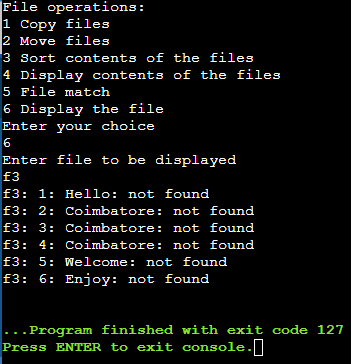 File operations:
1 Copy files
2 Move files
3 Sort contents of the files
4 Display contents of the files
5 File match
6 Display the file
Enter your choice
6
Enter file to be displayed
f3
f3: 1: Hello: not found
f3: 2: Coimbatore: not found
f3: 3: Coimbatore: not found
f3: 4: Coimbatore: not found
f3: 5: Welcome: not found
f3: 6: Enjoy: not found
...Program finished with exit code 127
Press ENTER to exit console.